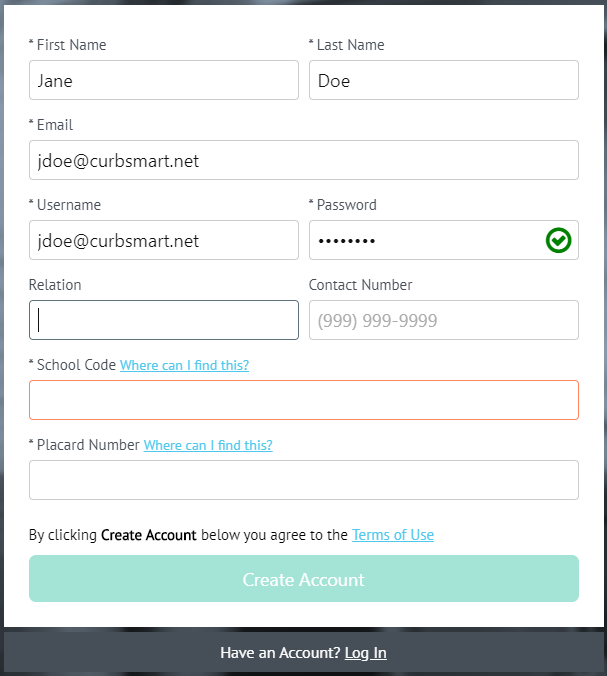 * First Name * Last Name
Jane Doe
* Email
jdoe@curbsmart.net
* Username * Password
jdoe@curbsmart.net ••••••••
Relation Contact Number
(999) 999-9999
* School Code Where can I find this?
* Placard Number Where can I find this?
By clicking Create Account below you agree to the Terms of Use
Create Account
Have an Account? Log In